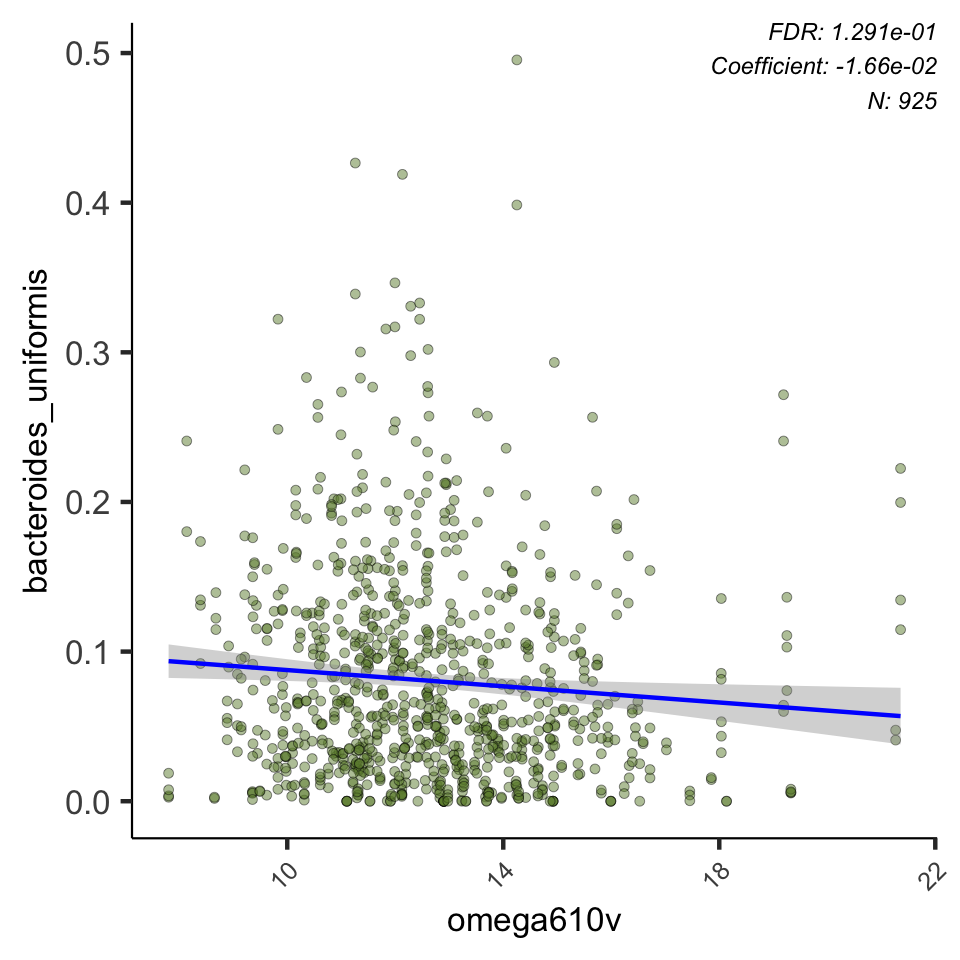 FDR: 1.291e-01
Coefficient: -1.66e-02
N: 925
bacteroides_uniformis
0.5
0.4
0.3
0.2
0.1
0.0
10
14
18
22
omega610v